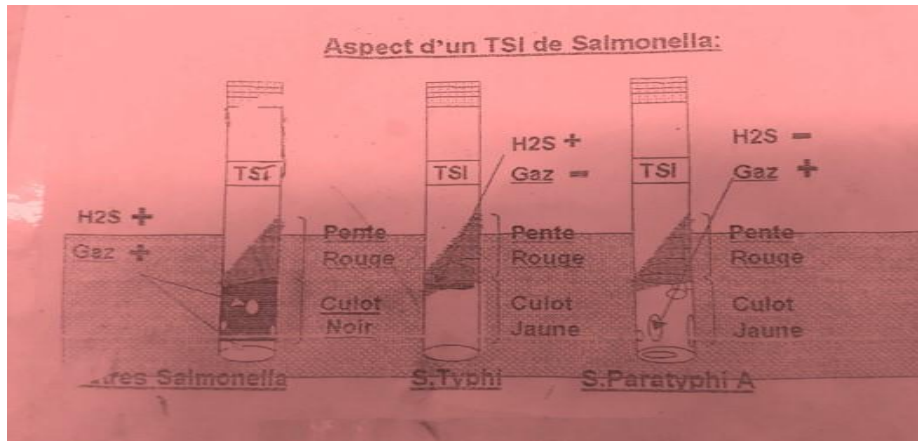 Aspect d'un TSI de Salmonella:
H2S +
Gaz +
TSI
Pente
Rouge
Culot
Noir
Salmonella
H2S +
Gaz -
TSI
Pente
Rouge
Culot
Jaune
S.Typhi
H2S -
Gaz +
TSI
Pente
Rouge
Culot
Jaune
S.Paratyphi A